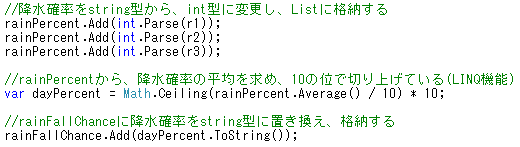 //降水確率をstring型から、int型に変更し、Listに格納する
rainPercent.Add(int.Parse(r1));
rainPercent.Add(int.Parse(r2));
rainPercent.Add(int.Parse(r3));
//rainPercentから、降水確率の平均を求め、10の位で切り上げている(LINQ機能)
var dayPercent = Math.Ceiling(rainPercent.Average() / 10) * 10;
//rainFallChanceに降水確率をstring型に置き換え、格納する
rainFallChance.Add(dayPercent.ToString());